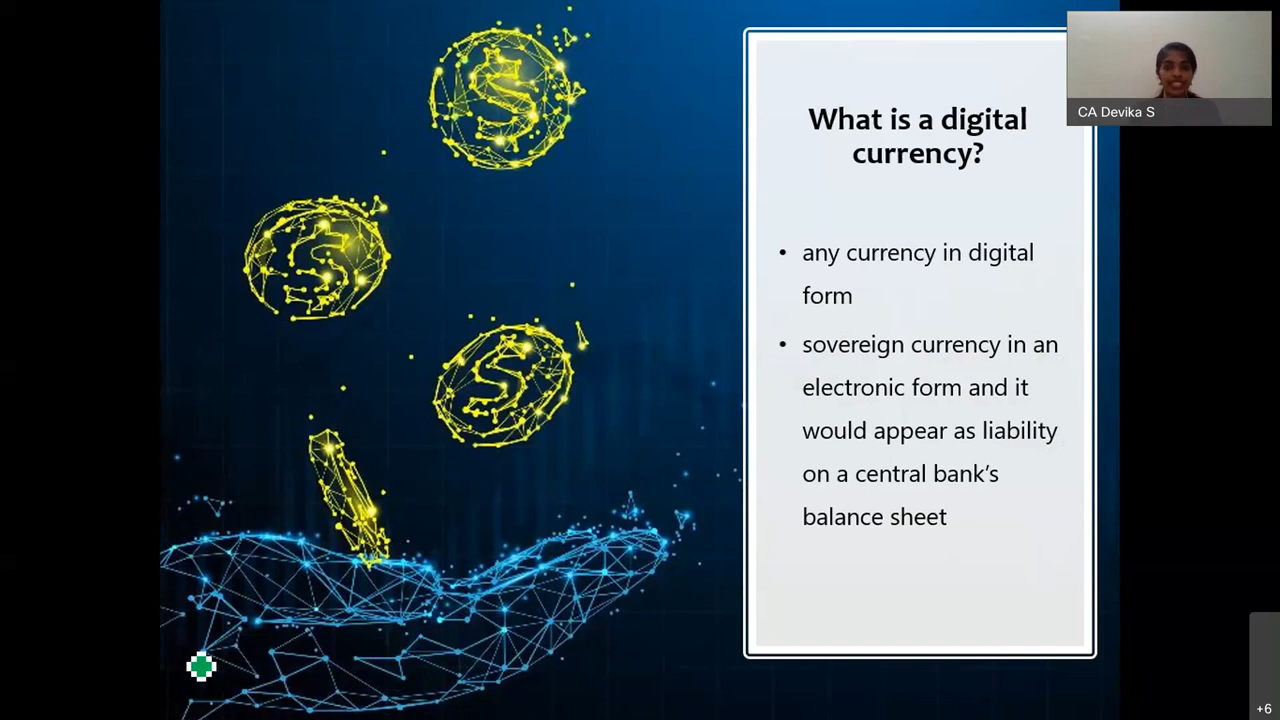 What is a digital
currency?
• any currency in digital
form
• sovereign currency in an
electronic form and it
would appear as liability
on a central bank’s
balance sheet
CA Devika S
+6